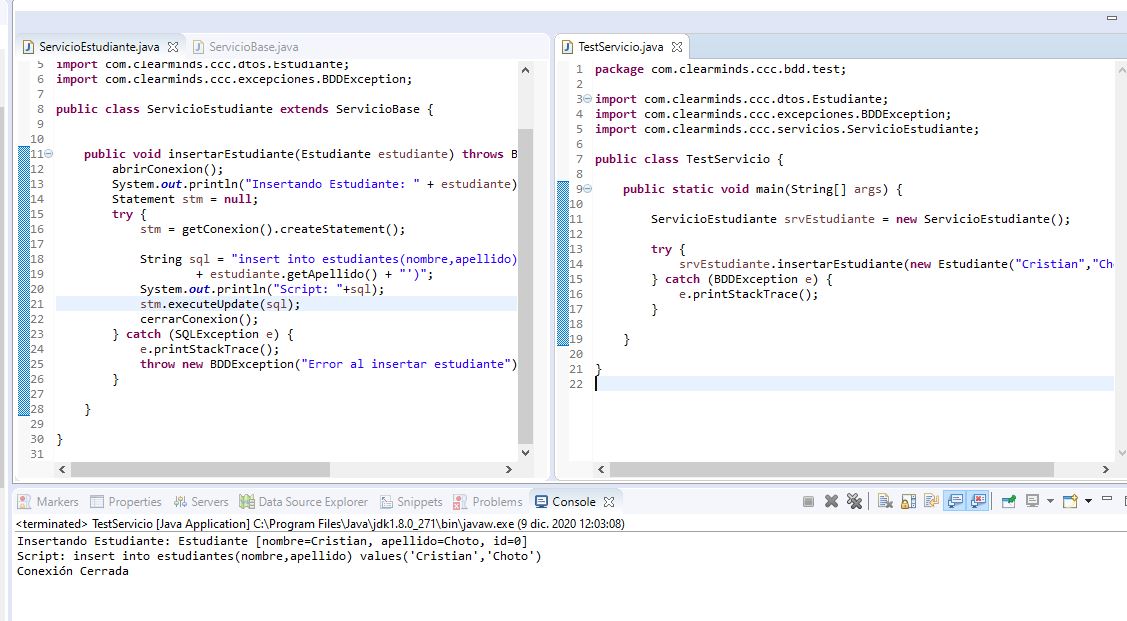 ServicioEstudiante.java ServicioBase.java
5 import com.clearminds.ccc.dtos.Estudiante;
6 import com.clearminds.ccc.excepciones.BDDException;
7
8 public class ServicioEstudiante extends ServicioBase {
9
10
11 public void insertarEstudiante(Estudiante estudiante) throws B
12 abrirConexion();
13 System.out.println("Insertando Estudiante: " + estudiante)
14 Statement stm = null;
15 try {
16 stm = getConexion().createStatement();
17
18 String sql = "insert into estudiantes(nombre,apellido)
19 + estudiante.getApellido() + "')";
20 System.out.println("Script: "+sql);
21 stm.executeUpdate(sql);
22 cerrarConexion();
23 } catch (SQLException e) {
24 e.printStackTrace();
25 throw new BDDException("Error al insertar estudiante")
26 }
27
28 }
29
30 }
31
TestServicio.java
1 package com.clearminds.ccc.bdd.test;
2
3 import com.clearminds.ccc.dtos.Estudiante;
4 import com.clearminds.ccc.excepciones.BDDException;
5 import com.clearminds.ccc.servicios.ServicioEstudiante;
6
7 public class TestServicio {
8
9 public static void main(String[] args) {
10
11 ServicioEstudiante srvEstudiante = new ServicioEstudiante();
12
13 try {
14 srvEstudiante.insertarEstudiante(new Estudiante("Cristian","Cho
15 } catch (BDDException e) {
16 e.printStackTrace();
17 }
18
19 }
20
21 }
22
Markers Properties Servers Data Source Explorer Snippets Problems Console
<terminated> TestServicio [Java Application] C:\Program Files\Java\jdk1.8.0_271\bin\javaw.exe (9 dic. 2020 12:03:08)
Insertando Estudiante: Estudiante [nombre=Cristian, apellido=Choto, id=0]
Script: insert into estudiantes(nombre,apellido) values('Cristian','Choto')
Conexión Cerrada